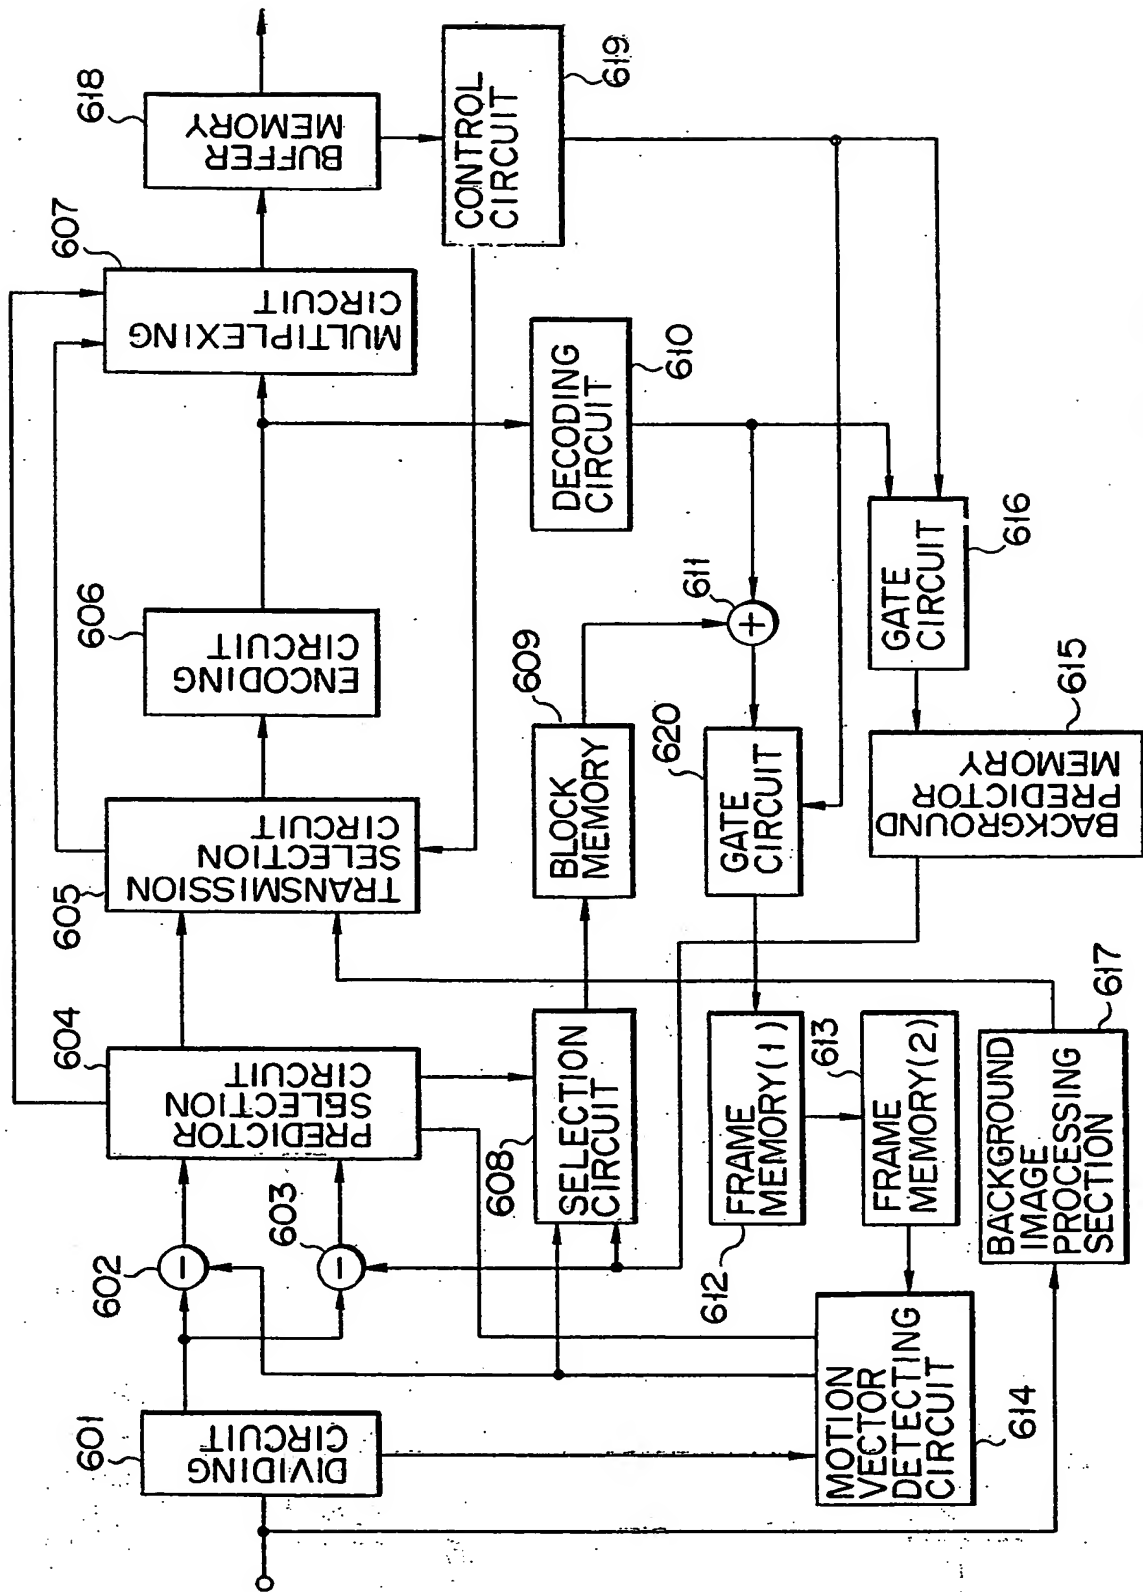 601
DIVIDING
CIRCUIT
602
603
604
PREDICTOR
SELECTION
CIRCUIT
605
TRANSMISSION
SELECTION
CIRCUIT
606
ENCODING
CIRCUIT
607
MULTIPLEXING
CIRCUIT
618
BUFFER
MEMORY
CONTROL
CIRCUIT
619
608
SELECTION
CIRCUIT
BLOCK
MEMORY
609
DECODING
CIRCUIT
610
611
+
620
GATE
CIRCUIT
612
FRAME
MEMORY(1)
613
FRAME
MEMORY(2)
MOTION
VECTOR
DETECTING
CIRCUIT
614
BACKGROUND
IMAGE
PROCESSING
SECTION
617
BACKGROUND
PREDICTOR
MEMORY
615
GATE
CIRCUIT
616